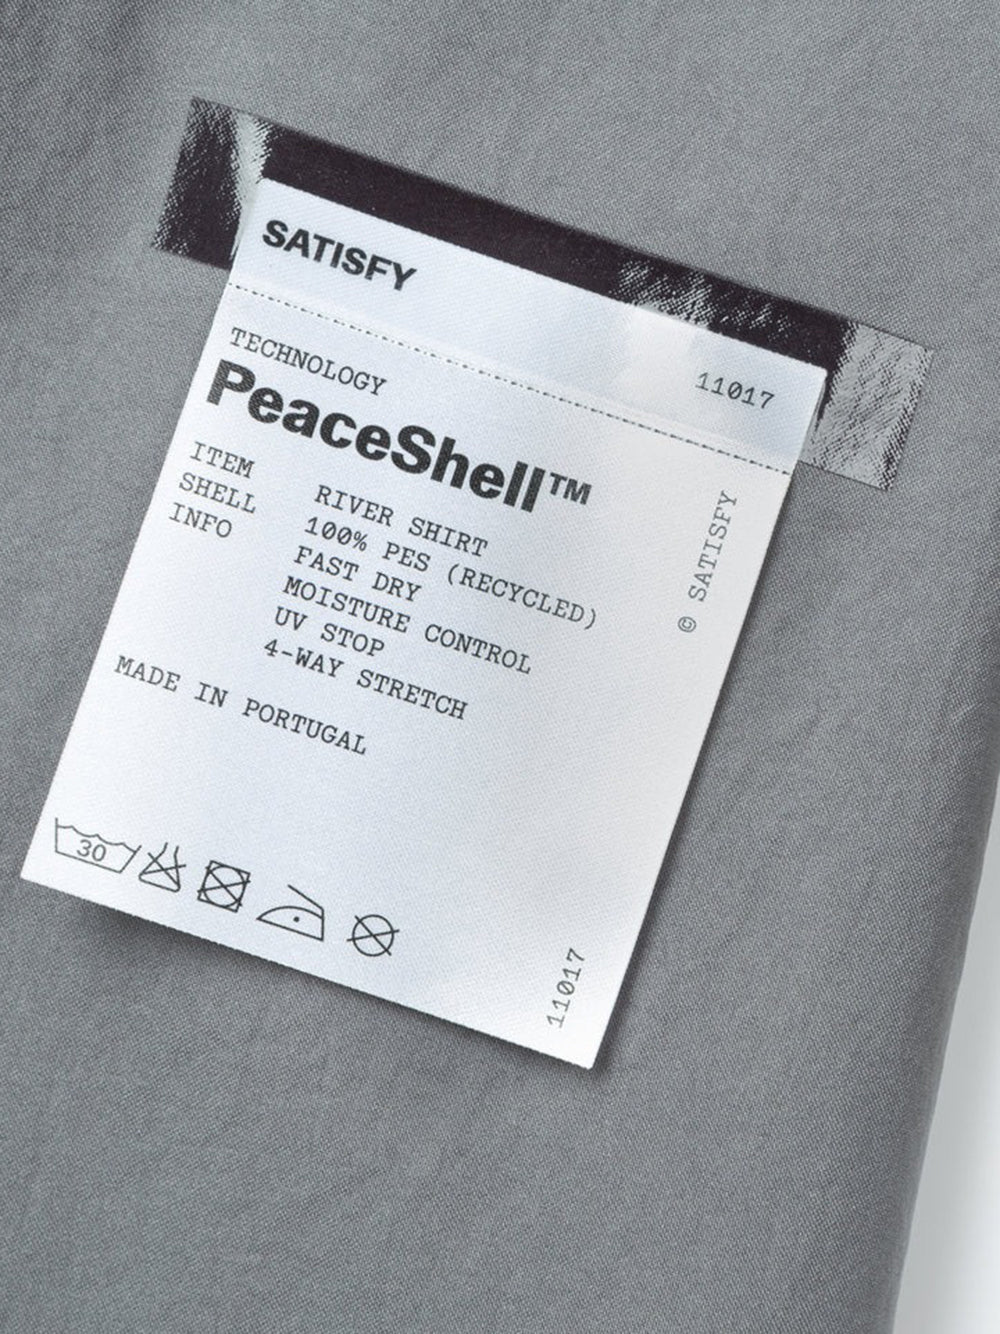 SATISFY
11017
TECHNOLOGY
PeaceShell™
ITEM RIVER SHIRT
SHELL 100% PES (RECYCLED)
INFO FAST DRY
MOISTURE CONTROL
UV STOP
4-WAY STRETCH
MADE IN PORTUGAL
© SATISFY
30
11017